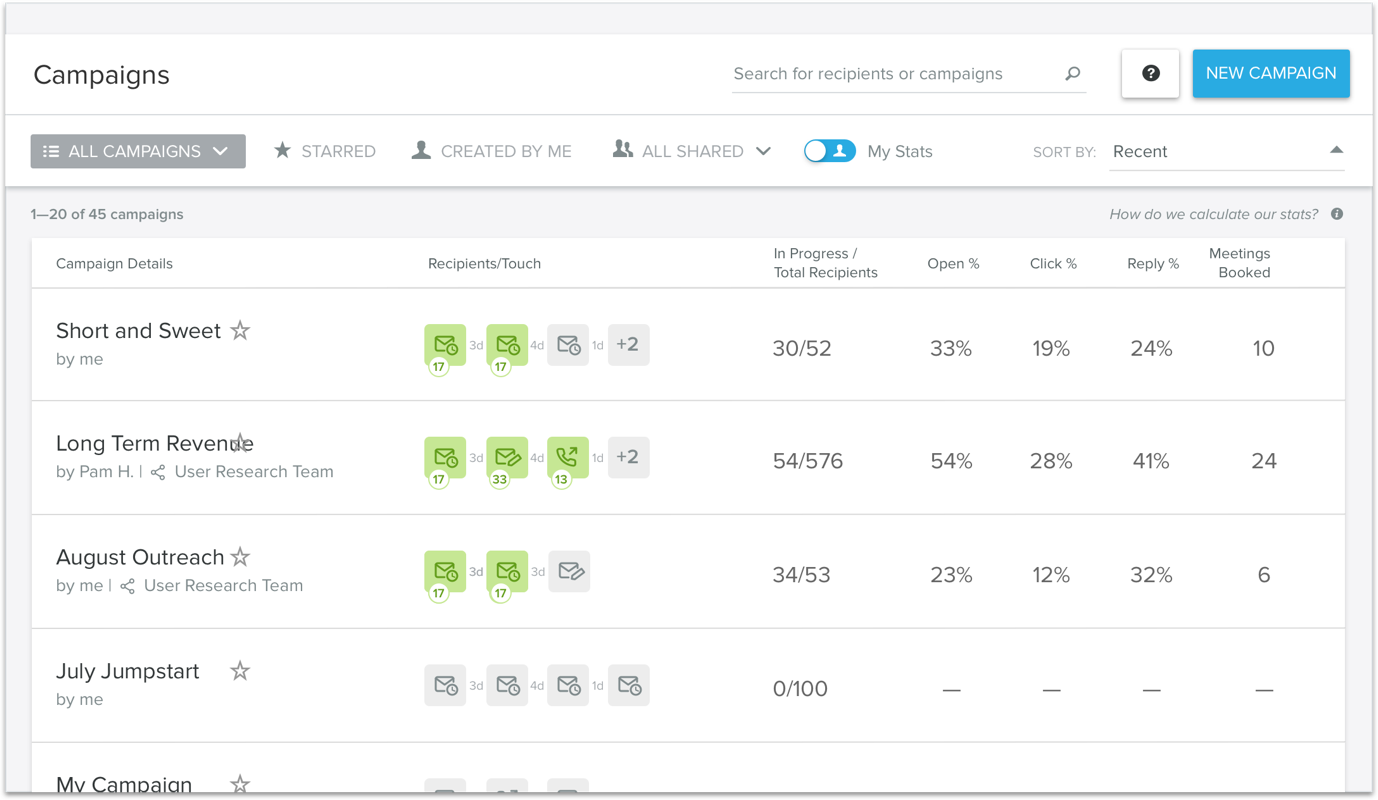 Campaigns
Search for recipients or campaigns
?
NEW CAMPAIGN
ALL CAMPAIGNS
STARRED
CREATED BY ME
ALL SHARED
My Stats
SORT BY: Recent
1—20 of 45 campaigns
How do we calculate our stats? i
Campaign Details
Recipients/Touch
In Progress /
Total Recipients
Open %
Click %
Reply %
Meetings
Booked
Short and Sweet
by me
17 3d 17 4d 1d +2
30/52 33% 19% 24% 10
Long Term Revenue
by Pam H. | User Research Team
17 3d 33 4d 13 1d +2
54/576 54% 28% 41% 24
August Outreach
by me | User Research Team
17 3d 17 3d
34/53 23% 12% 32% 6
July Jumpstart
by me
3d 4d 1d
0/100 — — — —
My Campaign